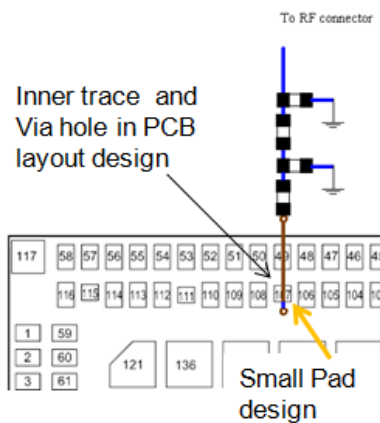 To RF connector
Inner trace and
Via hole in PCB
layout design
117 58 57 56 55 54 53 52 51 50 49 48 47 46
116 115 114 113 112 111 110 109 108 107 106 105 104
1 59
2 60
3 61
121 136
Small Pad
design